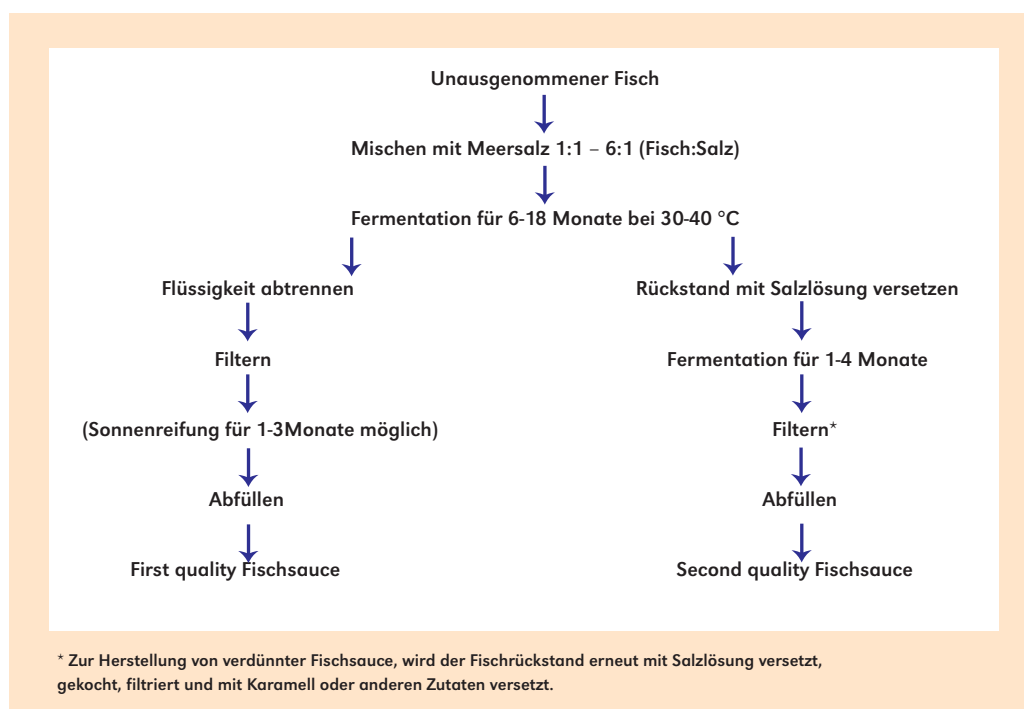 Unausgenommener Fisch
Mischen mit Meersalz 1:1 – 6:1 (Fisch:Salz)
Fermentation für 6-18 Monate bei 30-40 °C
Flüssigkeit abtrennen
Rückstand mit Salzlösung versetzen
Filtern
Fermentation für 1-4 Monate
(Sonnenreifung für 1-3Monate möglich)
Filtern*
Abfüllen
Abfüllen
First quality Fischsauce
Second quality Fischsauce
* Zur Herstellung von verdünnter Fischsauce, wird der Fischrückstand erneut mit Salzlösung versetzt,
gekocht, filtriert und mit Karamell oder anderen Zutaten versetzt.